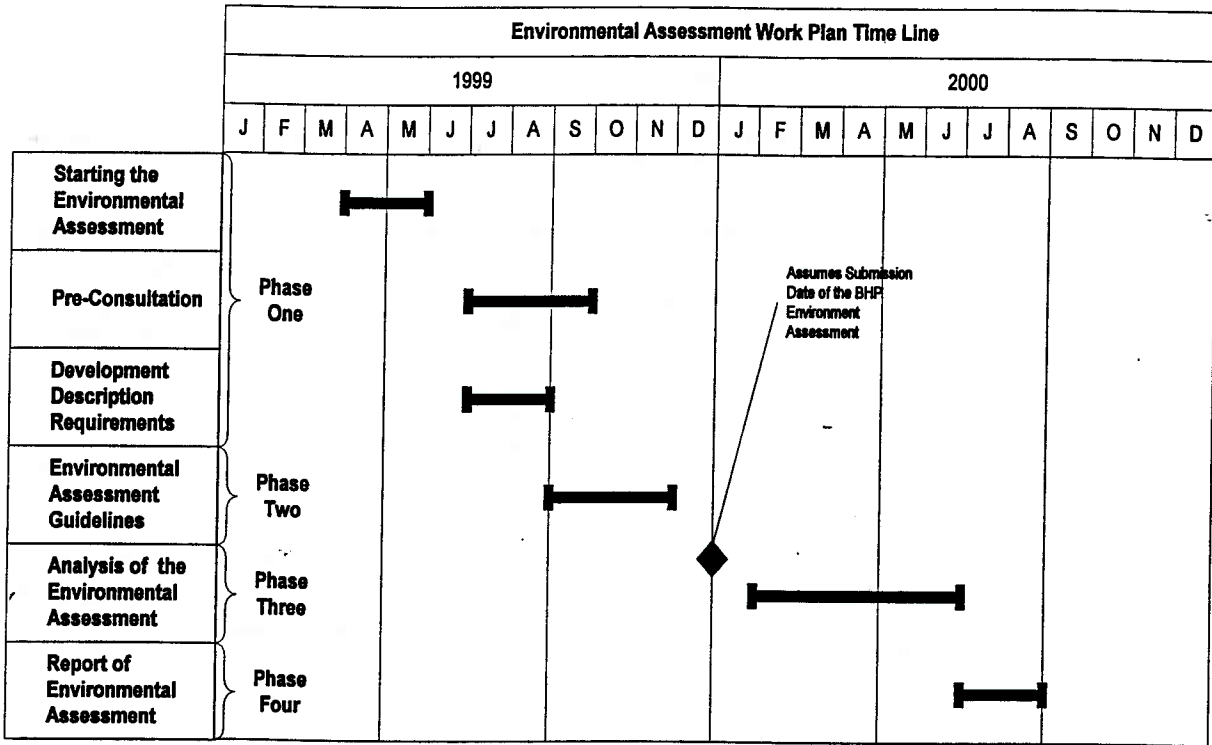 Environmental Assessment Work Plan Time Line
1999 2000
J F M A M J J A S O N D J F M A M J J A S O N D
Starting the
Environmental
Assessment
Pre-Consultation
Phase
One
Development
Description
Requirements
Assumes Submission
Date of the BHP
Environment
Assessment
Environmental
Assessment
Guidelines
Phase
Two
Analysis of the
Environmental
Assessment
Phase
Three
Report of
Environmental
Assessment
Phase
Four